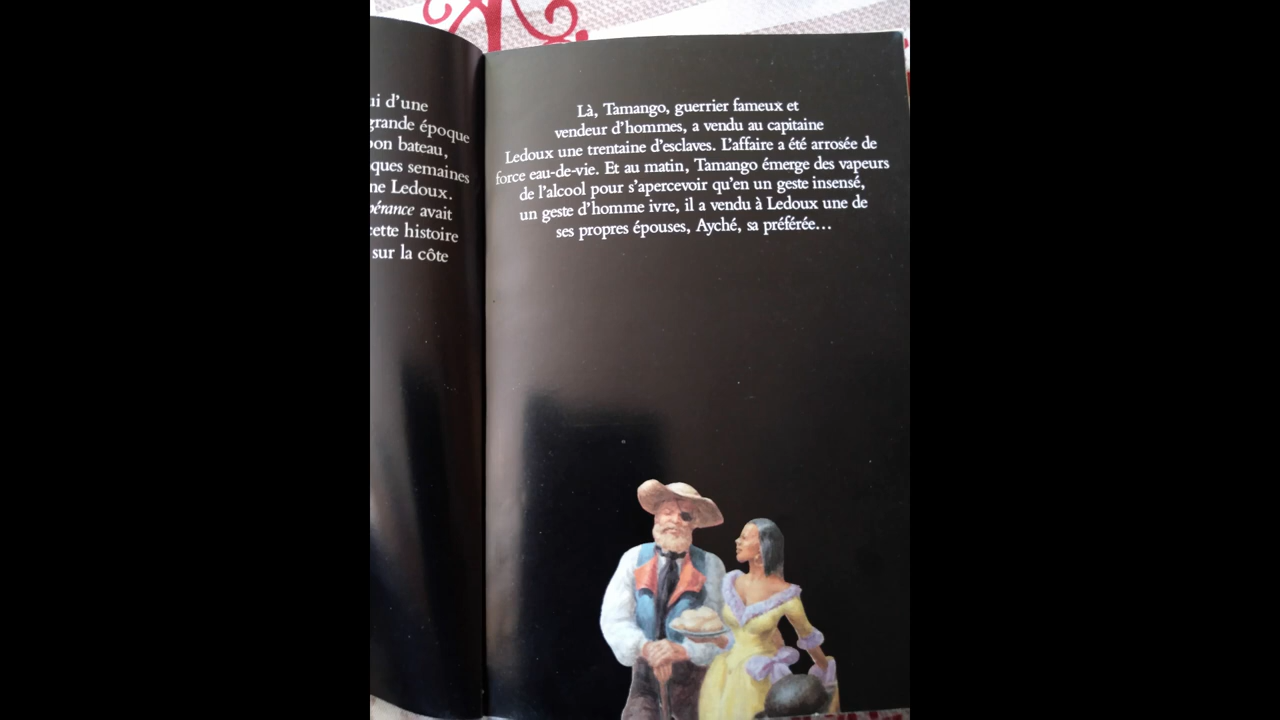 ui d'une
grande époque
bon bateau,
ques semaines
ne Ledoux.
pérance avait
cette histoire
sur la côte
Là, Tamango, guerrier fameux et
vendeur d'hommes, a vendu au capitaine
Ledoux une trentaine d'esclaves. L'affaire a été arrosée de
force eau-de-vie. Et au matin, Tamango émerge des vapeurs
de l'alcool pour s'apercevoir qu'en un geste insensé,
un geste d'homme ivre, il a vendu à Ledoux une de
ses propres épouses, Ayché, sa préférée...